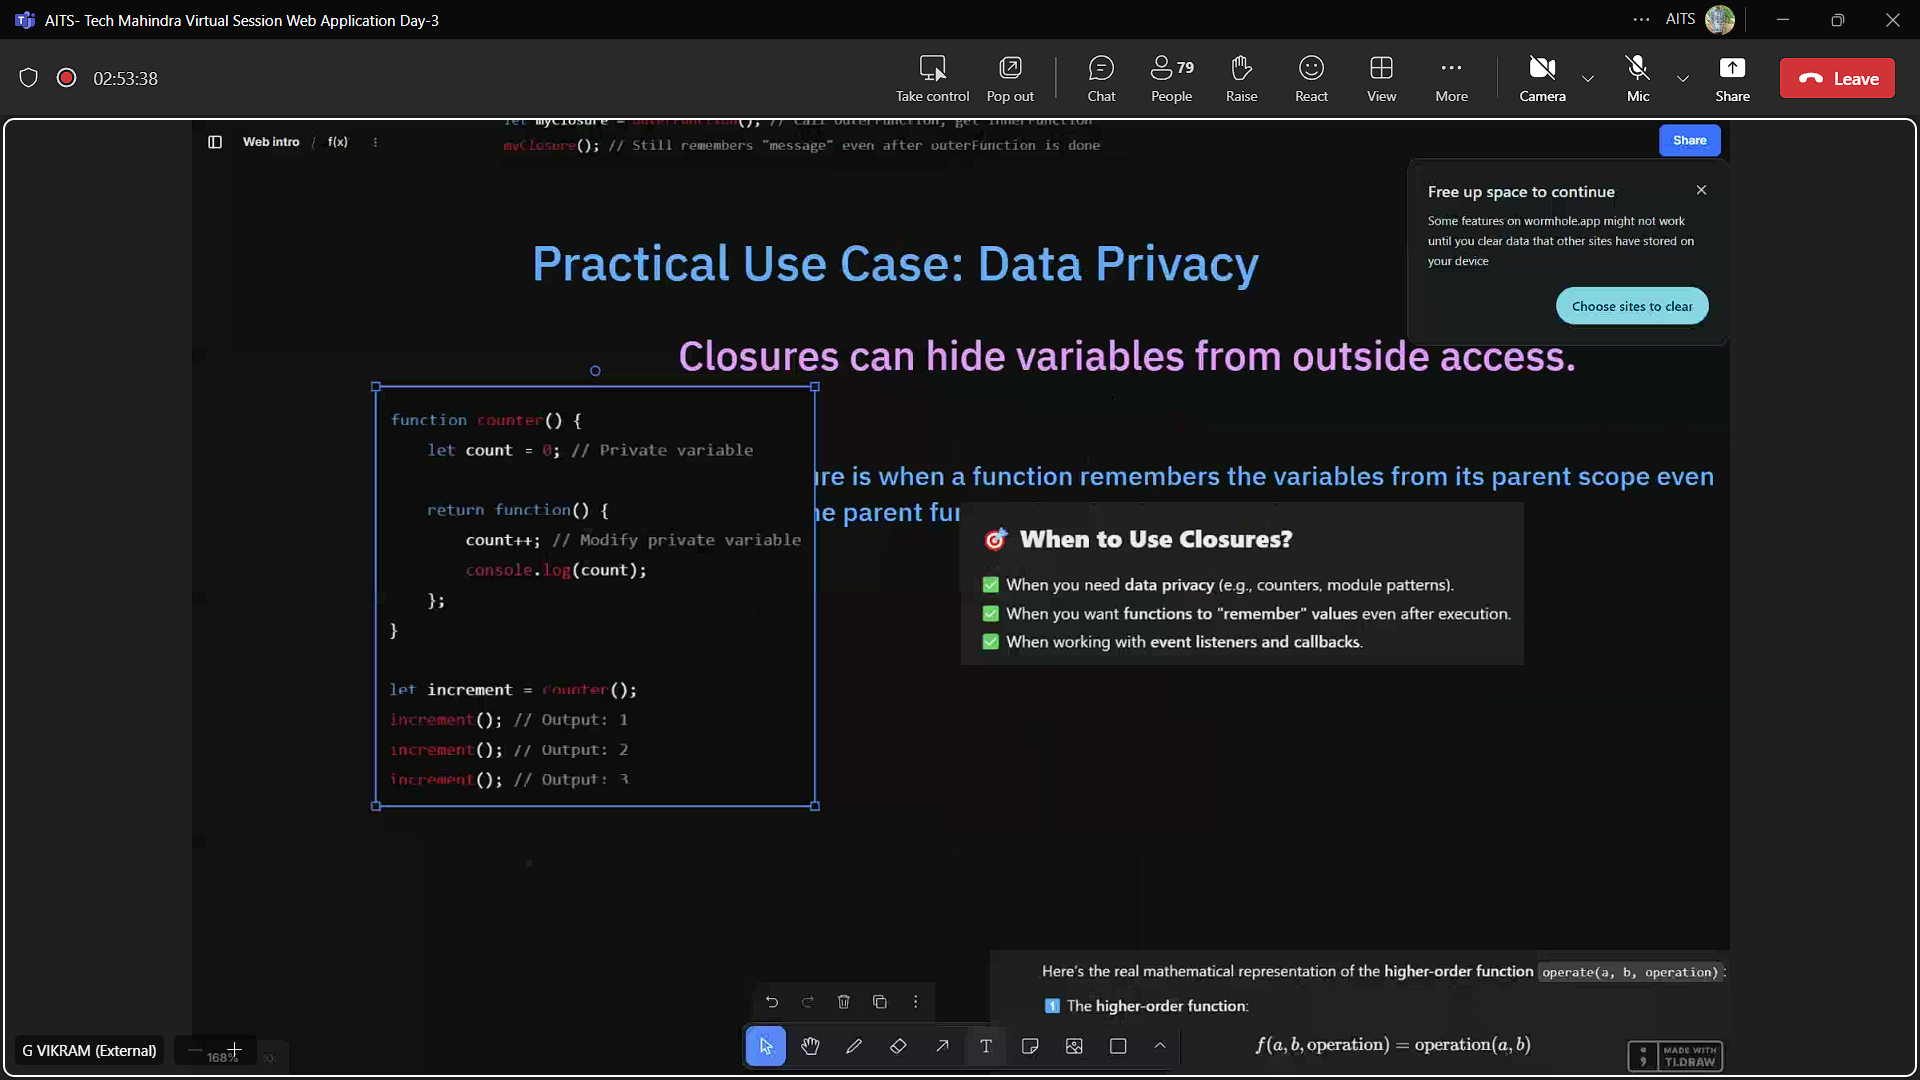 AITS- Tech Mahindra Virtual Session Web Application Day-3
AITS
02:53:38
Take control
Pop out
Chat
79
People
Raise
React
View
More
Camera
Mic
Share
Leave
Web intro / f(x)
let myClosure = outerFunction(); // Call outerFunction, get innerFunction
myClosure(); // Still remembers "message" even after outerFunction is done
Share
Free up space to continue
Some features on wormhole.app might not work
until you clear data that other sites have stored on
your device
Choose sites to clear
Practical Use Case: Data Privacy
Closures can hide variables from outside access.
function counter() {
let count = 0; // Private variable
return function() {
count++; // Modify private variable
console.log(count);
};
}
let increment = counter();
increment(); // Output: 1
increment(); // Output: 2
increment(); // Output: 3
ure is when a function remembers the variables from its parent scope even
he parent fun
When to Use Closures?
When you need data privacy (e.g., counters, module patterns).
When you want functions to "remember" values even after execution.
When working with event listeners and callbacks.
Here's the real mathematical representation of the higher-order function operate(a, b, operation) :
1 The higher-order function:
f(a, b, operation) = operation(a, b)
G VIKRAM (External)
168%
T
MADE WITH
TLDRAW